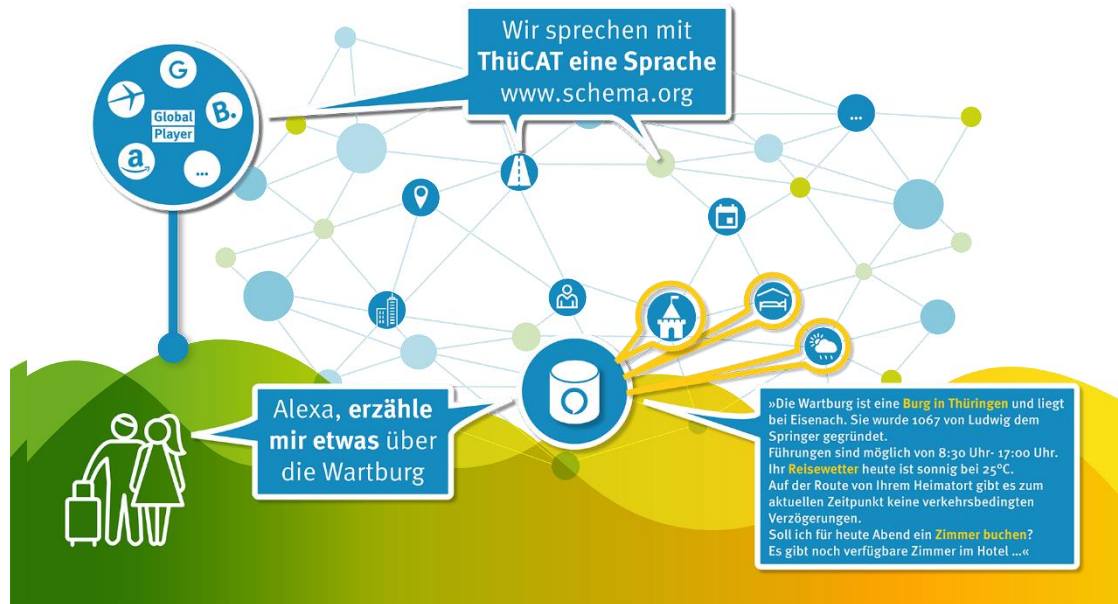 Wir sprechen mit
ThüCAT eine Sprache
www.schema.org
G
B.
Global
Player
a
...
...
Alexa, erzähle
mir etwas über
die Wartburg
»Die Wartburg ist eine Burg in Thüringen und liegt
bei Eisenach. Sie wurde 1067 von Ludwig dem
Springer gegründet.
Führungen sind möglich von 8:30 Uhr- 17:00 Uhr.
Ihr Reisewetter heute ist sonnig bei 25°C.
Auf der Route von Ihrem Heimatort gibt es zum
aktuellen Zeitpunkt keine verkehrsbedingten
Verzögerungen.
Soll ich für heute Abend ein Zimmer buchen?
Es gibt noch verfügbare Zimmer im Hotel ...«